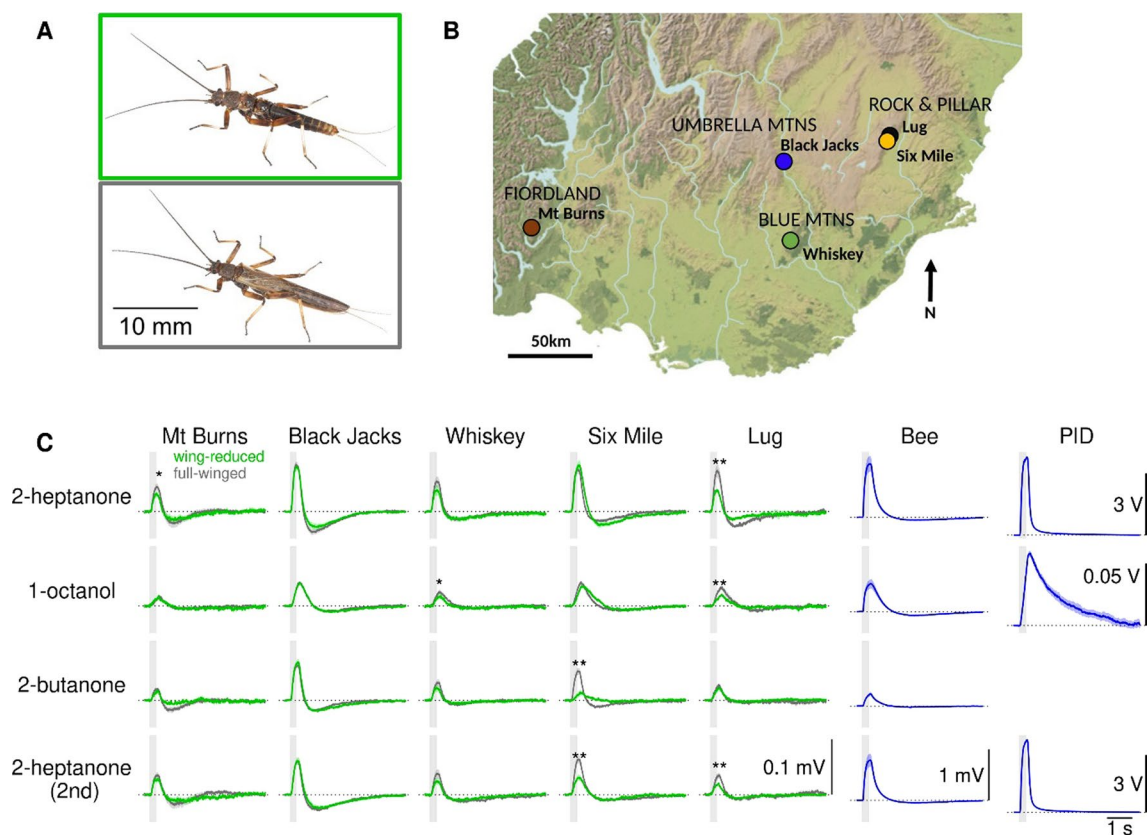 A
10 mm
B
ROCK & PILLAR
Lug
UMBRELLA MTNS
Black Jacks
Six Mile
FIORDLAND
Mt Burns
BLUE MTNS
Whiskey
50km
N
C
Mt Burns Black Jacks Whiskey Six Mile Lug Bee PID
wing-reduced
full-winged
* **
2-heptanone
3 V
* **
1-octanol
0.05 V
**
2-butanone
** **
2-heptanone
(2nd)
0.1 mV 1 mV 3 V
1 s